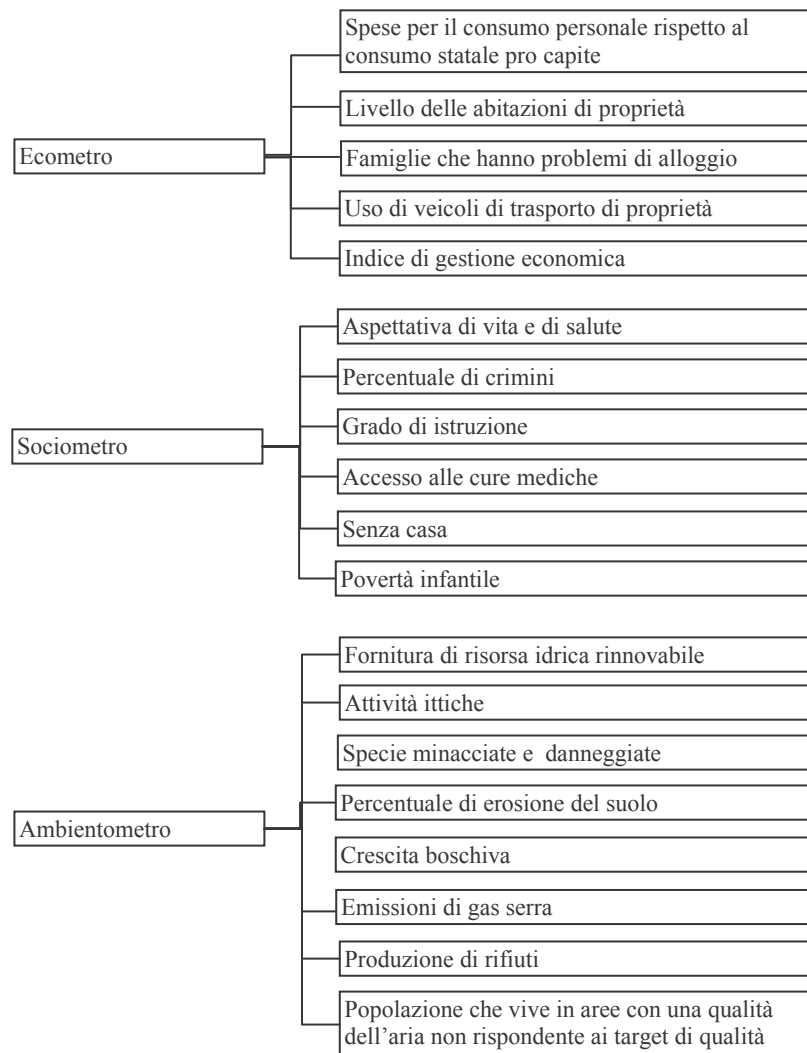 Spese per il consumo personale rispetto al
consumo statale pro capite
Livello delle abitazioni di proprietà
Ecometro
Famiglie che hanno problemi di alloggio
Uso di veicoli di trasporto di proprietà
Indice di gestione economica
Aspettativa di vita e di salute
Percentuale di crimini
Grado di istruzione
Sociometro
Accesso alle cure mediche
Senza casa
Povertà infantile
Fornitura di risorsa idrica rinnovabile
Attività ittiche
Specie minacciate e danneggiate
Percentuale di erosione del suolo
Ambientometro
Crescita boschiva
Emissioni di gas serra
Produzione di rifiuti
Popolazione che vive in aree con una qualità
dell’aria non rispondente ai target di qualità